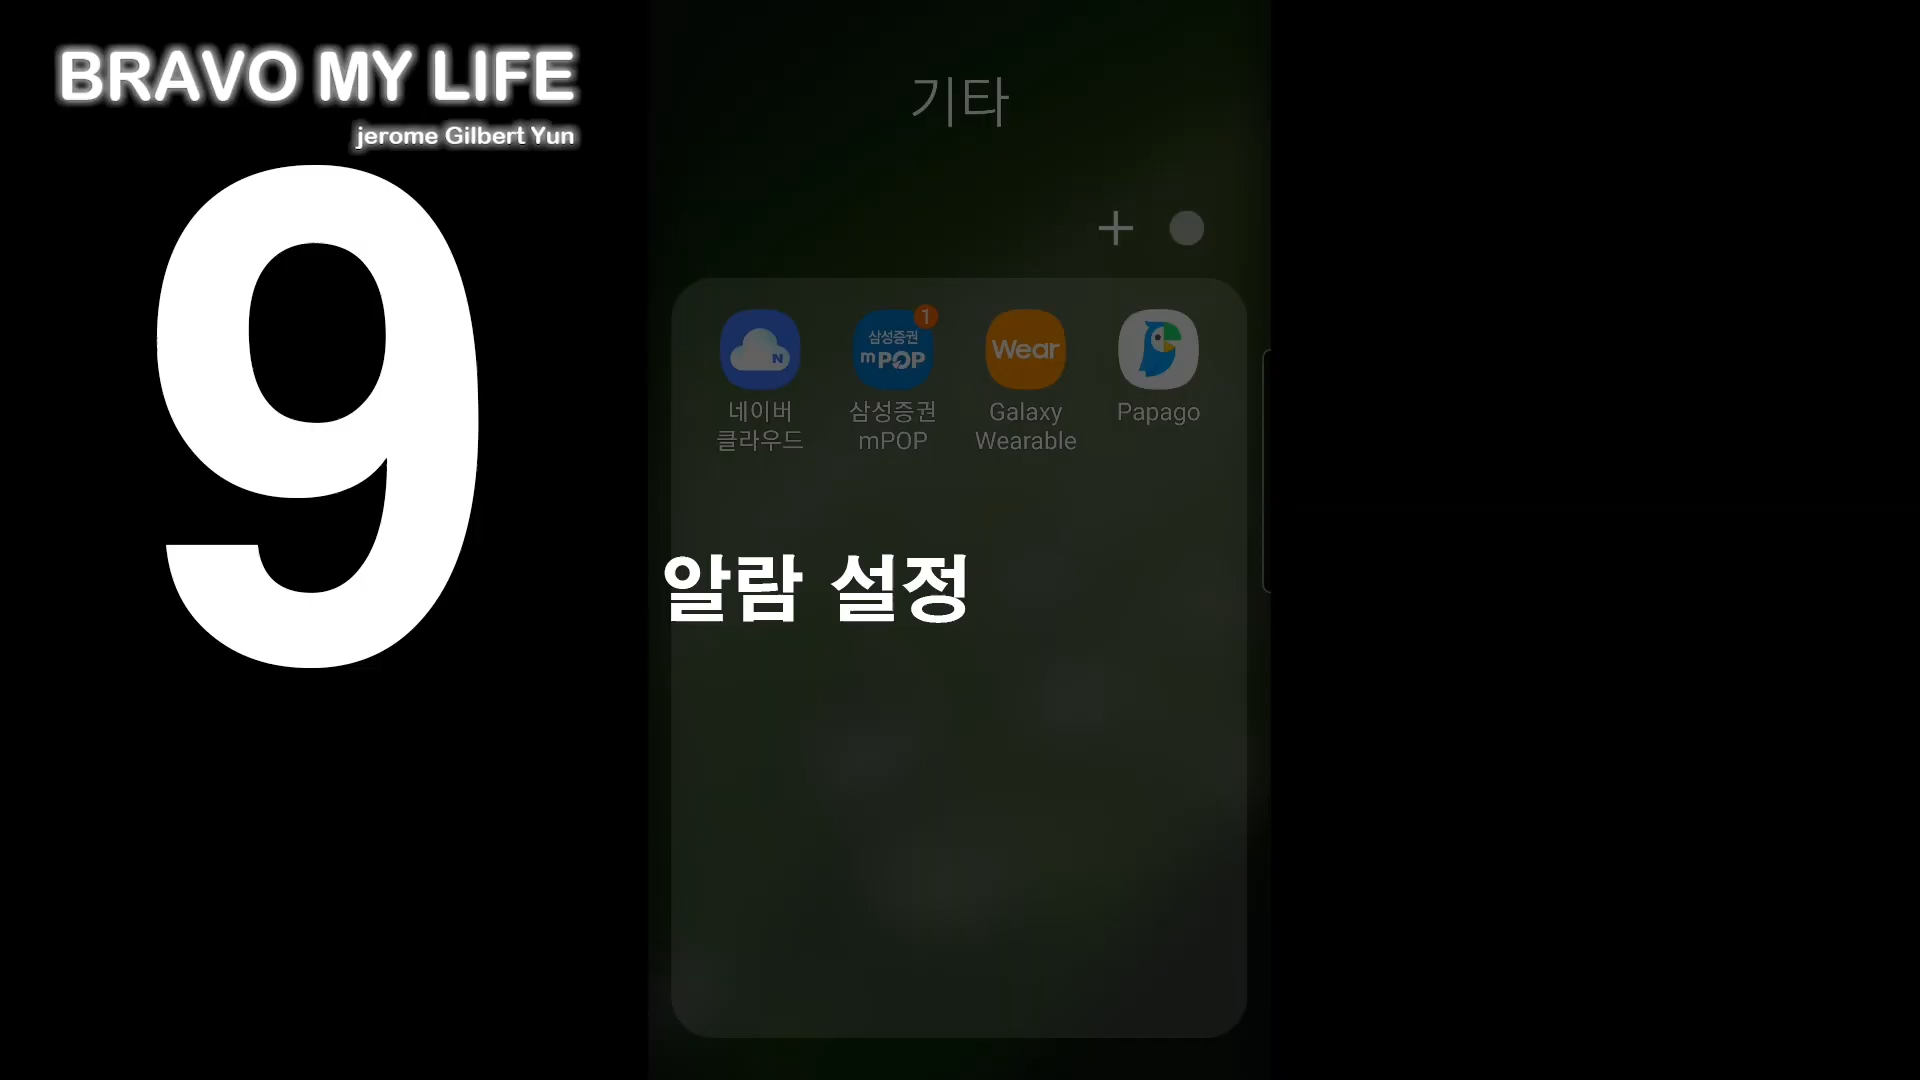 BRAVO MY LIFE
jerome Gilbert Yun
9
기타
1
N
삼성증권
mPOP
Wear
네이버
클라우드
삼성증권
mPOP
Galaxy
Wearable
Papago
알람 설정